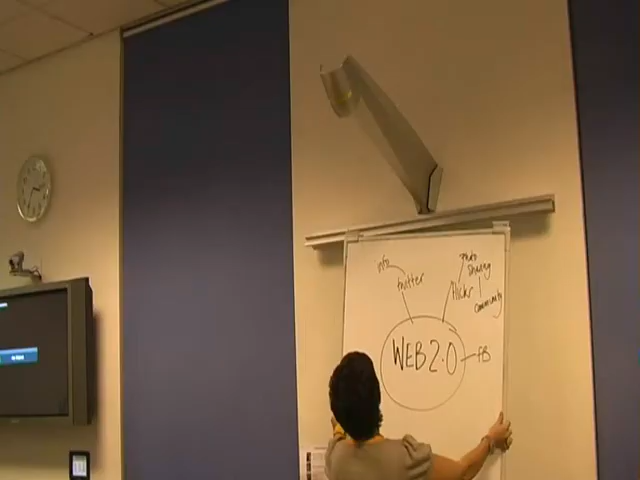 info
twitter
photo
sharing
flickr
community
WEB 2.0
FB